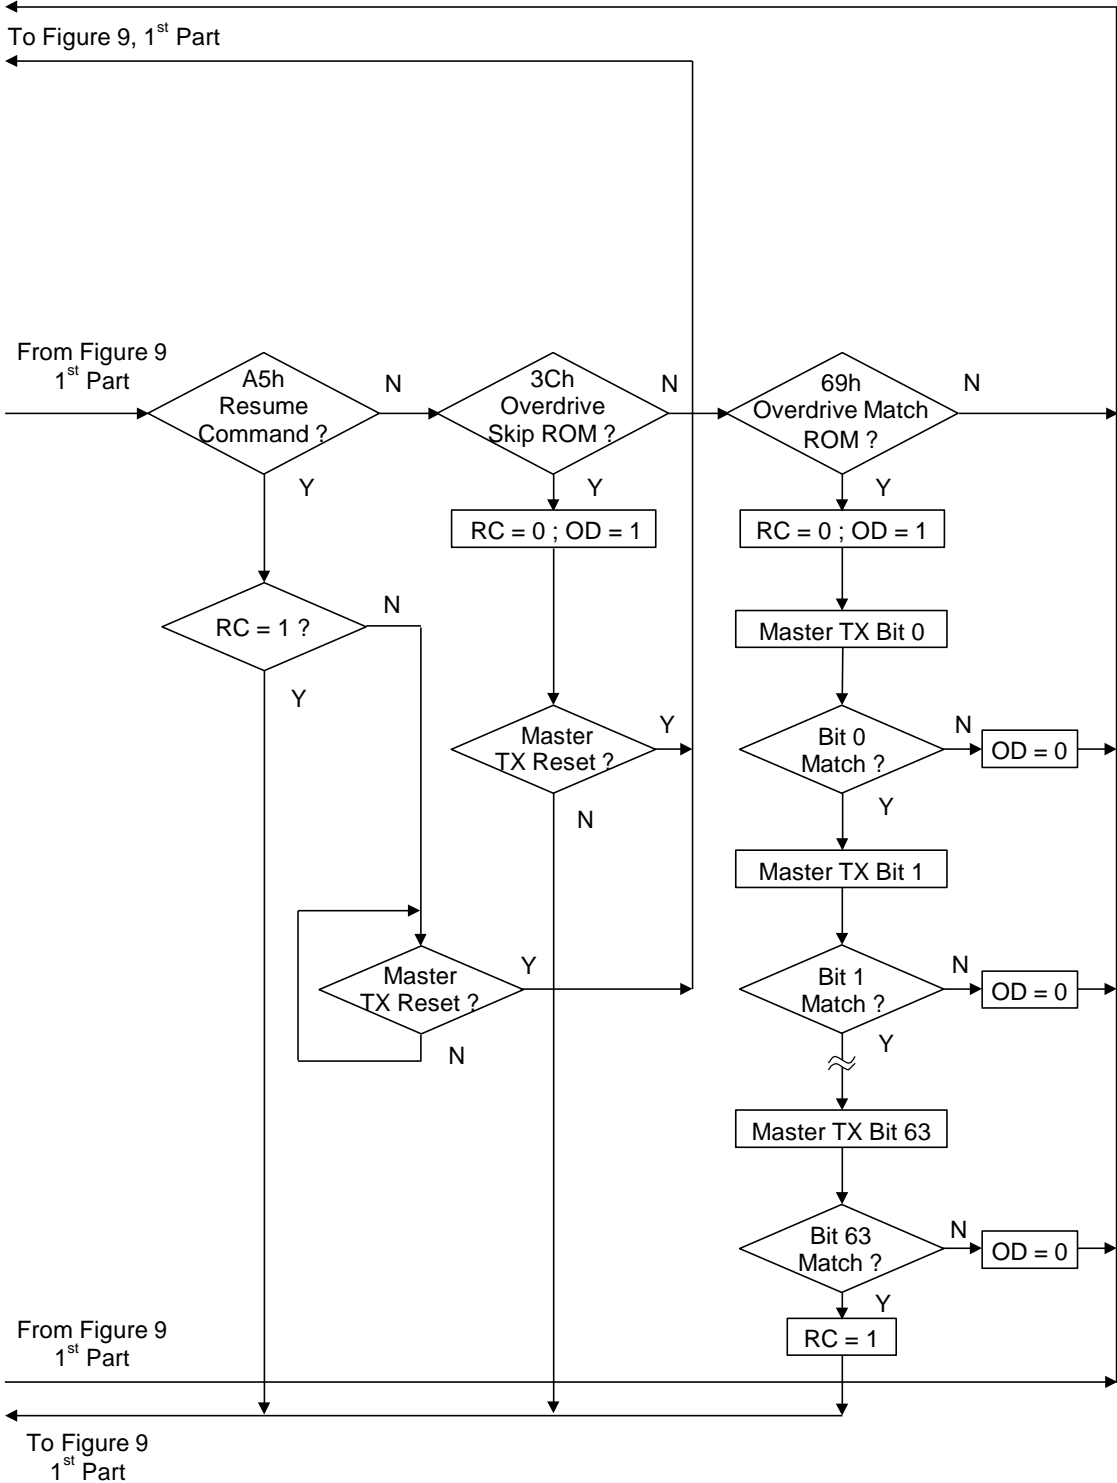 To Figure 9, 1st Part
From Figure 9
1st Part
A5h
Resume
Command ?
N
Y
3Ch
Overdrive
Skip ROM ?
N
Y
69h
Overdrive Match
ROM ?
N
Y
RC = 0 ; OD = 1
RC = 0 ; OD = 1
RC = 1 ?
N
Y
Master TX Bit 0
Master
TX Reset ?
Y
N
Bit 0
Match ?
N
OD = 0
Y
Master TX Bit 1
Master
TX Reset ?
Y
N
Bit 1
Match ?
N
OD = 0
Y
Master TX Bit 63
Bit 63
Match ?
N
OD = 0
Y
RC = 1
From Figure 9
1st Part
To Figure 9
1st Part